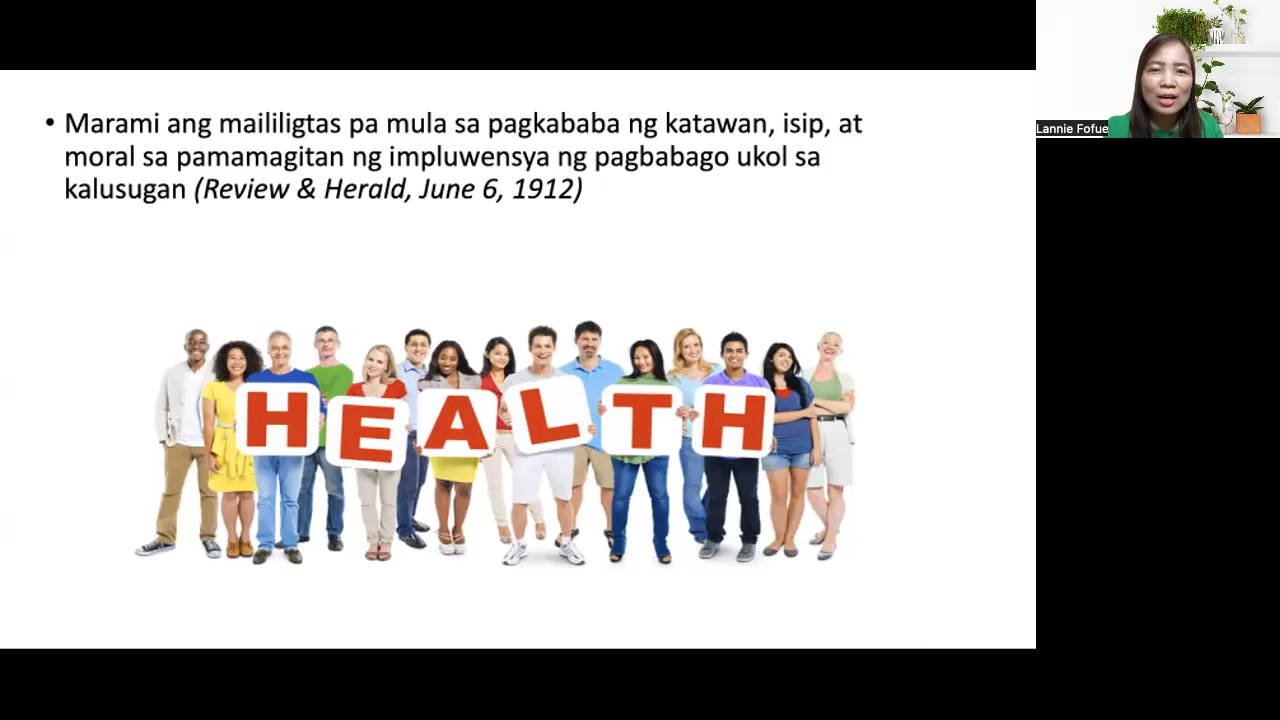 • Marami ang maililigtas pa mula sa pagkababa ng katawan, isip, at
moral sa pamamagitan ng impluwensya ng pagbabago ukol sa
kalusugan (Review & Herald, June 6, 1912)
HEALTH
Lannie Fofue